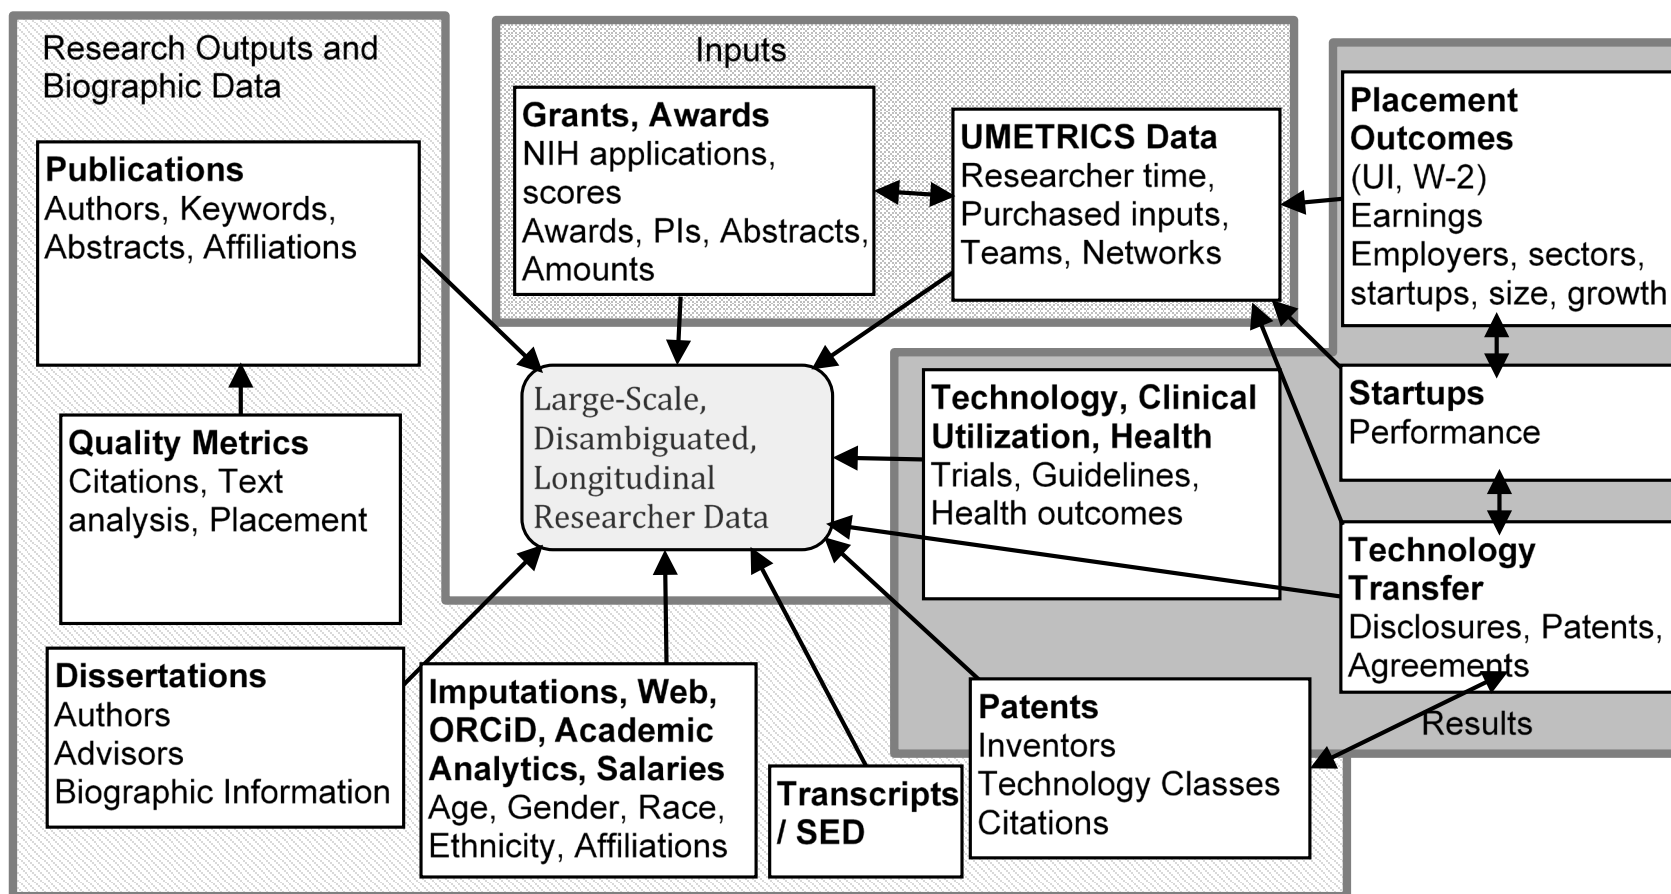 Research Outputs and
Biographic Data
Publications
Authors, Keywords,
Abstracts, Affiliations
Quality Metrics
Citations, Text
analysis, Placement
Dissertations
Authors
Advisors
Biographic Information
Inputs
Grants, Awards
NIH applications,
scores
Awards, PIs, Abstracts,
Amounts
UMETRICS Data
Researcher time,
Purchased inputs,
Teams, Networks
Large-Scale,
Disambiguated,
Longitudinal
Researcher Data
Imputations, Web,
ORCiD, Academic
Analytics, Salaries
Age, Gender, Race,
Ethnicity, Affiliations
Transcripts
/ SED
Technology, Clinical
Utilization, Health
Trials, Guidelines,
Health outcomes
Patents
Inventors
Technology Classes
Citations
Placement
Outcomes
(UI, W-2)
Earnings
Employers, sectors,
startups, size, growth
Startups
Performance
Technology
Transfer
Disclosures, Patents,
Agreements
Results